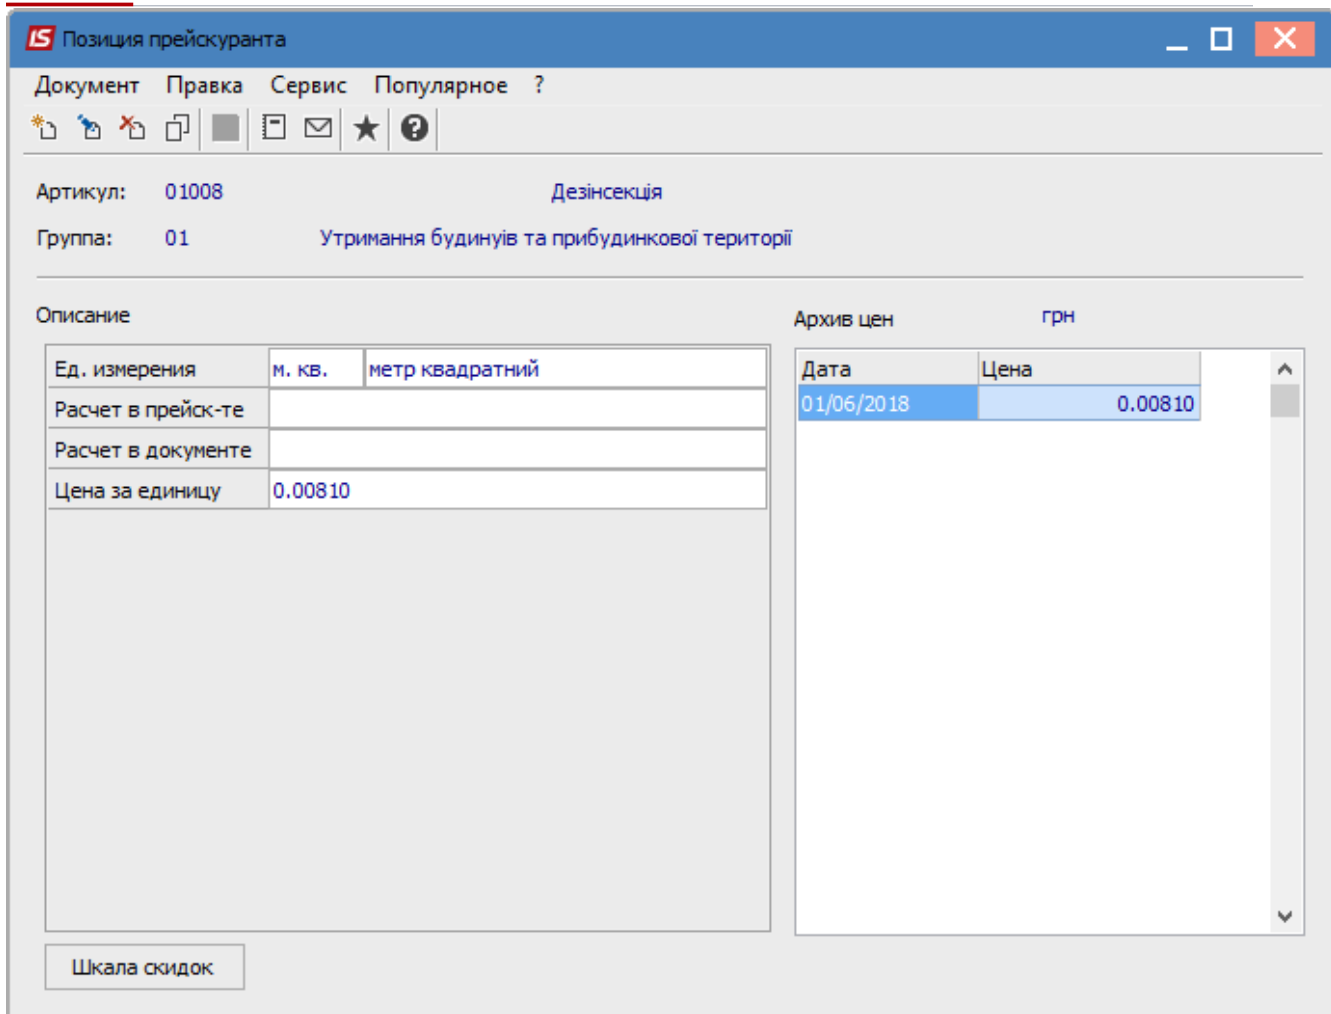 IS Позиция прейскуранта
Документ Правка Сервис Популярное ?
Артикул: 01008 Дезінсекція
Группа: 01 Утримання будинуів та прибудинкової території
Описание
Архив цен грн
Ед. измерения м. кв. метр квадратний
Расчет в прейск-те
Расчет в документе
Цена за единицу 0.00810
Дата Цена
01/06/2018 0.00810
Шкала скидок